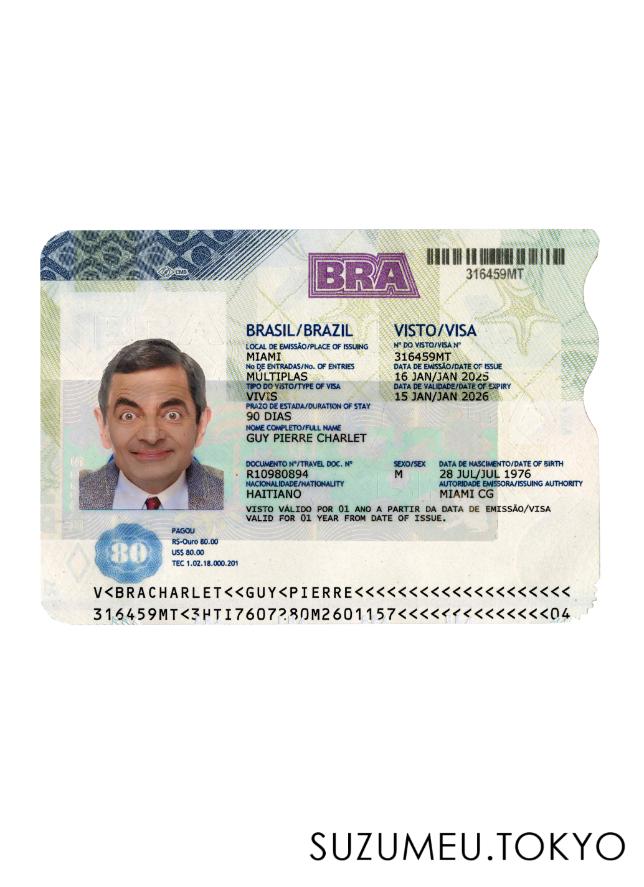 BRA
316459MT
BRASIL/BRAZIL VISTO/VISA
LOCAL DE EMISSÃO/PLACE OF ISSUING Nº DO VISTO/VISA Nº
MIAMI 316459MT
No DE ENTRADAS/No. OF ENTRIES DATA DE EMISSÃO/DATE OF ISSUE
MÚLTIPLAS 16 JAN/JAN 2025
TIPO DO VISTO/TYPE OF VISA DATA DE VALIDADE/DATE OF EXPIRY
VIVIS 15 JAN/JAN 2026
PRAZO DE ESTADA/DURATION OF STAY
90 DIAS
NOME COMPLETO/FULL NAME
GUY PIERRE CHARLET
DOCUMENTO Nº/TRAVEL DOC. Nº SEXO/SEX DATA DE NASCIMENTO/DATE OF BIRTH
R10980894 M 28 JUL/JUL 1976
NACIONALIDADE/NATIONALITY AUTORIDADE EMISSORA/ISSUING AUTHORITY
HAITIANO MIAMI CG
VISTO VÁLIDO POR 01 ANO A PARTIR DA DATA DE EMISSÃO/VISA
VALID FOR 01 YEAR FROM DATE OF ISSUE.
80
PAGOU
R$-Ouro 80.00
US$ 80.00
TEC 1.02.18.000.201
V<BRACHARLET<<GUY<PIERRE<<<<<<<<<<<<<<<<<<<<
316459MT<3HTI7607280M2601157<<<<<<<<<<<<<<04
SUZUMEU.TOKYO